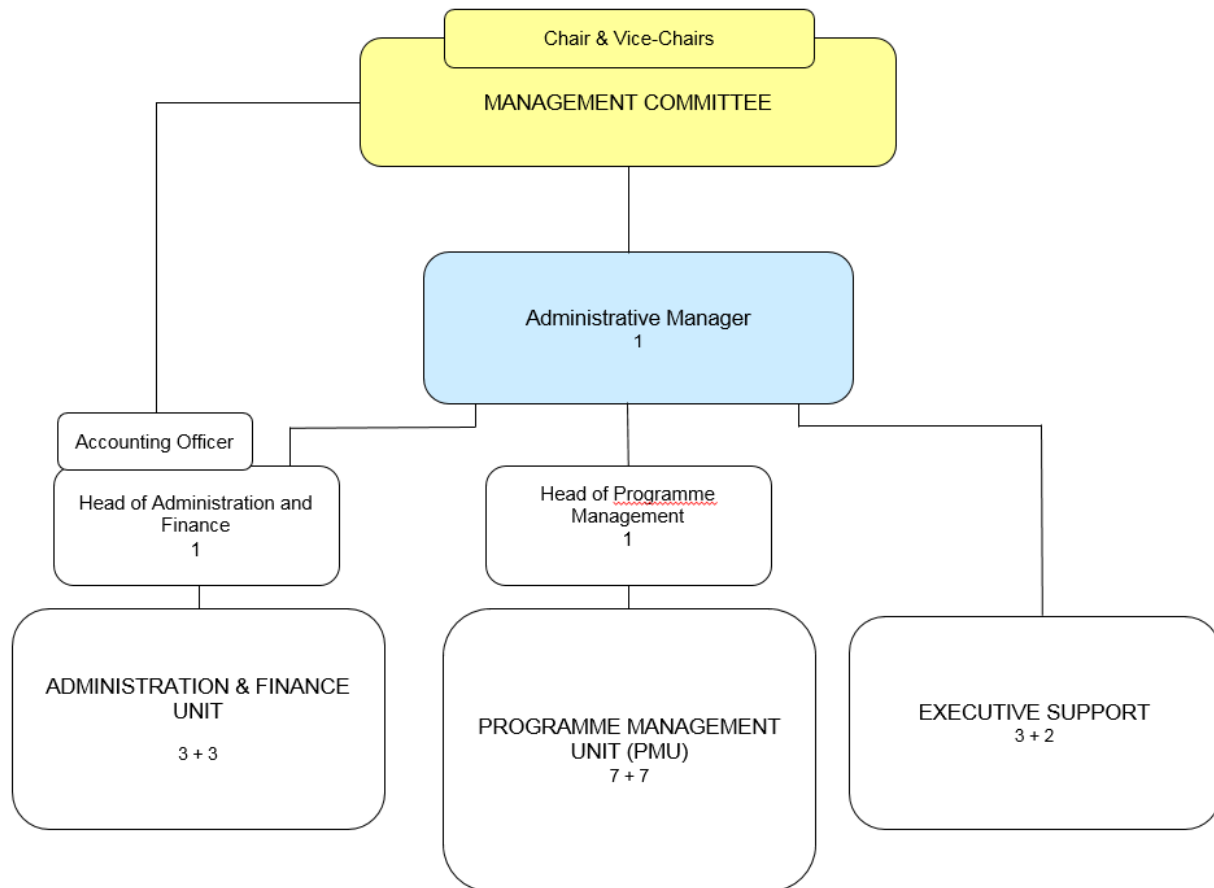 Chair & Vice-Chairs
MANAGEMENT COMMITTEE
Administrative Manager
1
Accounting Officer
Head of Administration and
Finance
1
Head of Programme
Management
1
ADMINISTRATION & FINANCE
UNIT
3 + 3
PROGRAMME MANAGEMENT
UNIT (PMU)
7 + 7
EXECUTIVE SUPPORT
3 + 2